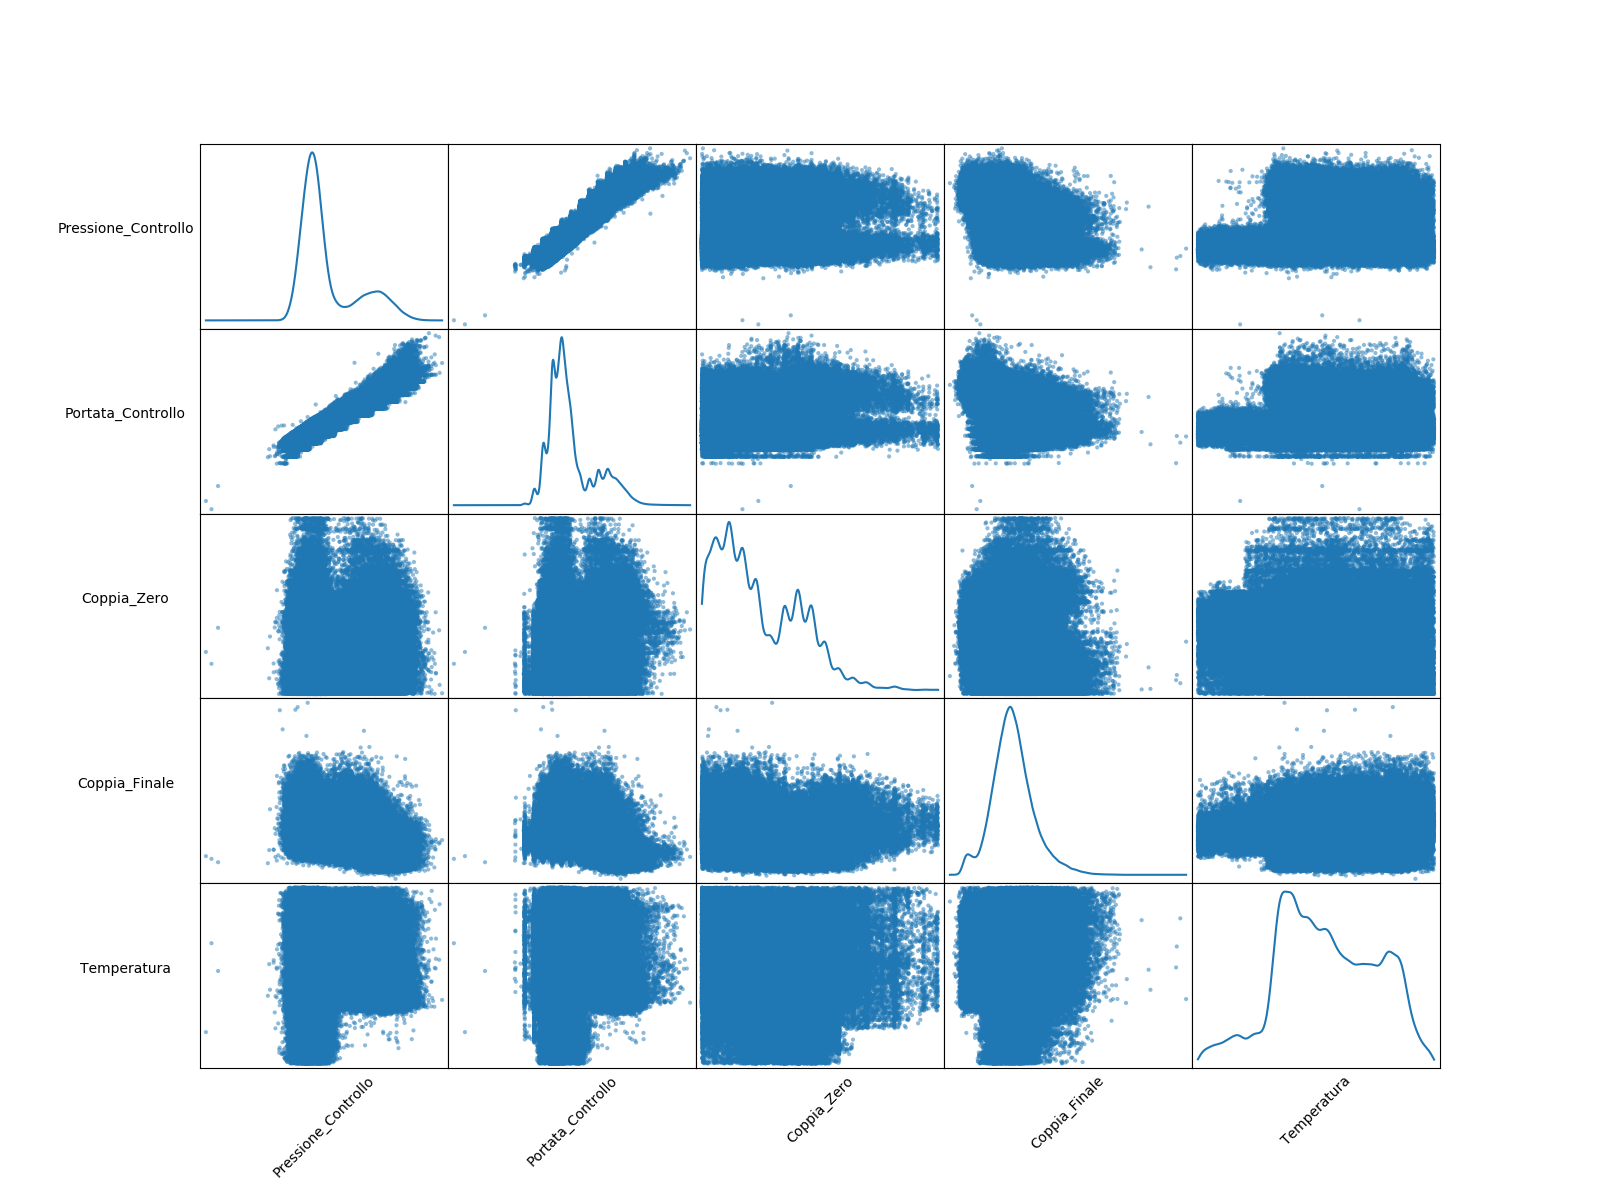 Pressione_Controllo
Portata_Controllo
Coppia_Zero
Coppia_Finale
Temperatura
Pressione_Controllo
Portata_Controllo
Coppia_Zero
Coppia_Finale
Temperatura